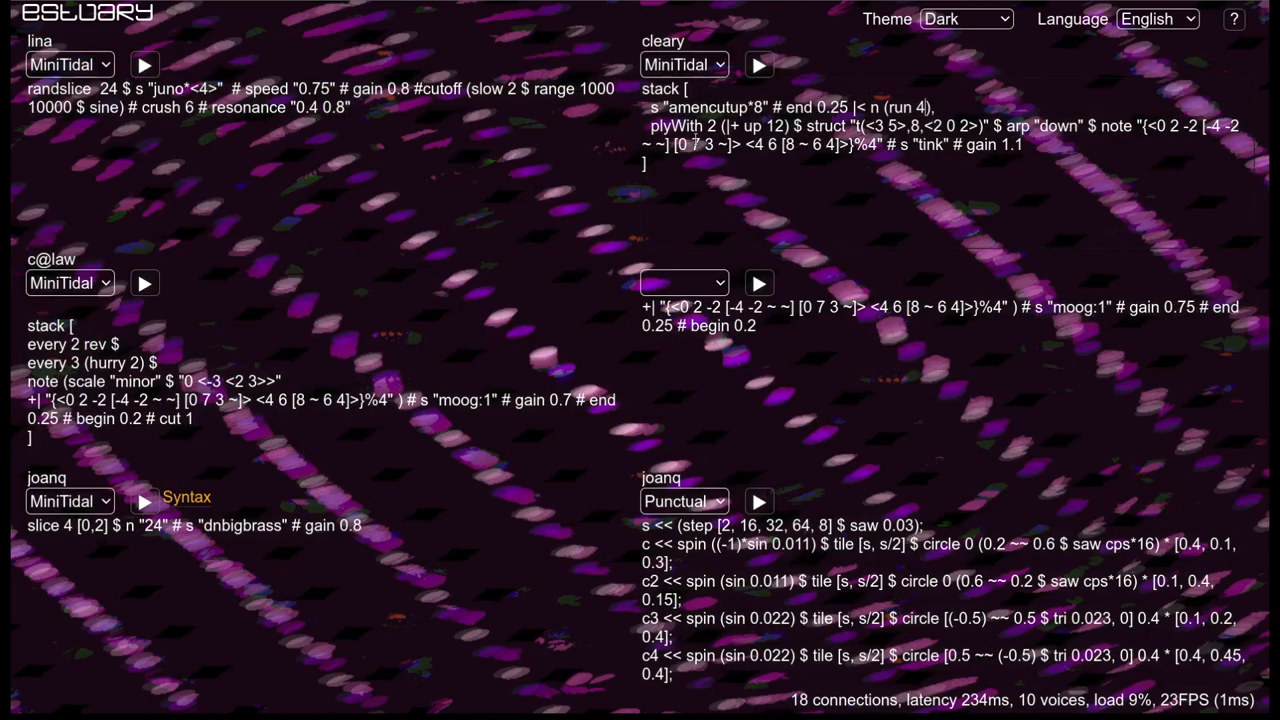 estuary
Theme Dark Language English ?
lina
MiniTidal
randslice 24 $ s "juno*<4>" # speed "0.75" # gain 0.8 #cutoff (slow 2 $ range 1000
10000 $ sine) # crush 6 # resonance "0.4 0.8"
cleary
MiniTidal
stack [
s "amencutup*8" # end 0.25 |< n (run 4),
plyWith 2 (|+ up 12) $ struct "t(<3 5>,8,<2 0 2>)" $ arp "down" $ note "{<0 2 -2 [-4 -2
~ ~] [0 7 3 ~]> <4 6 [8 ~ 6 4]>}%4" # s "tink" # gain 1.1
]
c@law
MiniTidal
stack [
every 2 rev $
every 3 (hurry 2) $
note (scale "minor" $ "0 <-3 <2 3>>"
+| "{<0 2 -2 [-4 -2 ~ ~] [0 7 3 ~]> <4 6 [8 ~ 6 4]>}%4" ) # s "moog:1" # gain 0.7 # end
0.25 # begin 0.2 # cut 1
]
+| "{<0 2 -2 [-4 -2 ~ ~] [0 7 3 ~]> <4 6 [8 ~ 6 4]>}%4" ) # s "moog:1" # gain 0.75 # end
0.25 # begin 0.2
joanq
MiniTidal Syntax
slice 4 [0,2] $ n "24" # s "dnbigbrass" # gain 0.8
joanq
Punctual
s << (step [2, 16, 32, 64, 8] $ saw 0.03);
c << spin ((-1)*sin 0.011) $ tile [s, s/2] $ circle 0 (0.2 ~~ 0.6 $ saw cps*16) * [0.4, 0.1,
0.3];
c2 << spin (sin 0.011) $ tile [s, s/2] $ circle 0 (0.6 ~~ 0.2 $ saw cps*16) * [0.1, 0.4,
0.15];
c3 << spin (sin 0.022) $ tile [s, s/2] $ circle [(-0.5) ~~ 0.5 $ tri 0.023, 0] 0.4 * [0.1, 0.2,
0.4];
c4 << spin (sin 0.022) $ tile [s, s/2] $ circle [0.5 ~~ (-0.5) $ tri 0.023, 0] 0.4 * [0.4, 0.45,
0.4];
18 connections, latency 234ms, 10 voices, load 9%, 23FPS (1ms)